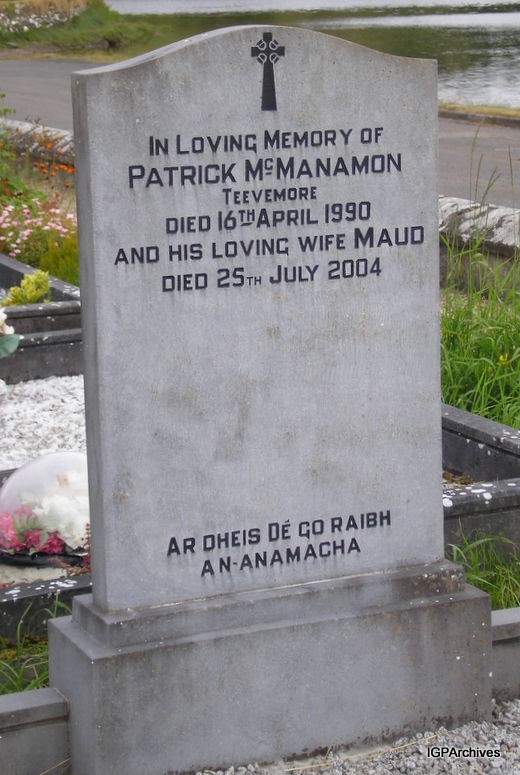 In Loving Memory of
Patrick McManamon
Teevemore
died 16th April 1990
and his loving wife Maud
died 25th July 2004
Ar dheis Dé go raibh
an-anamacha
IGPArchives